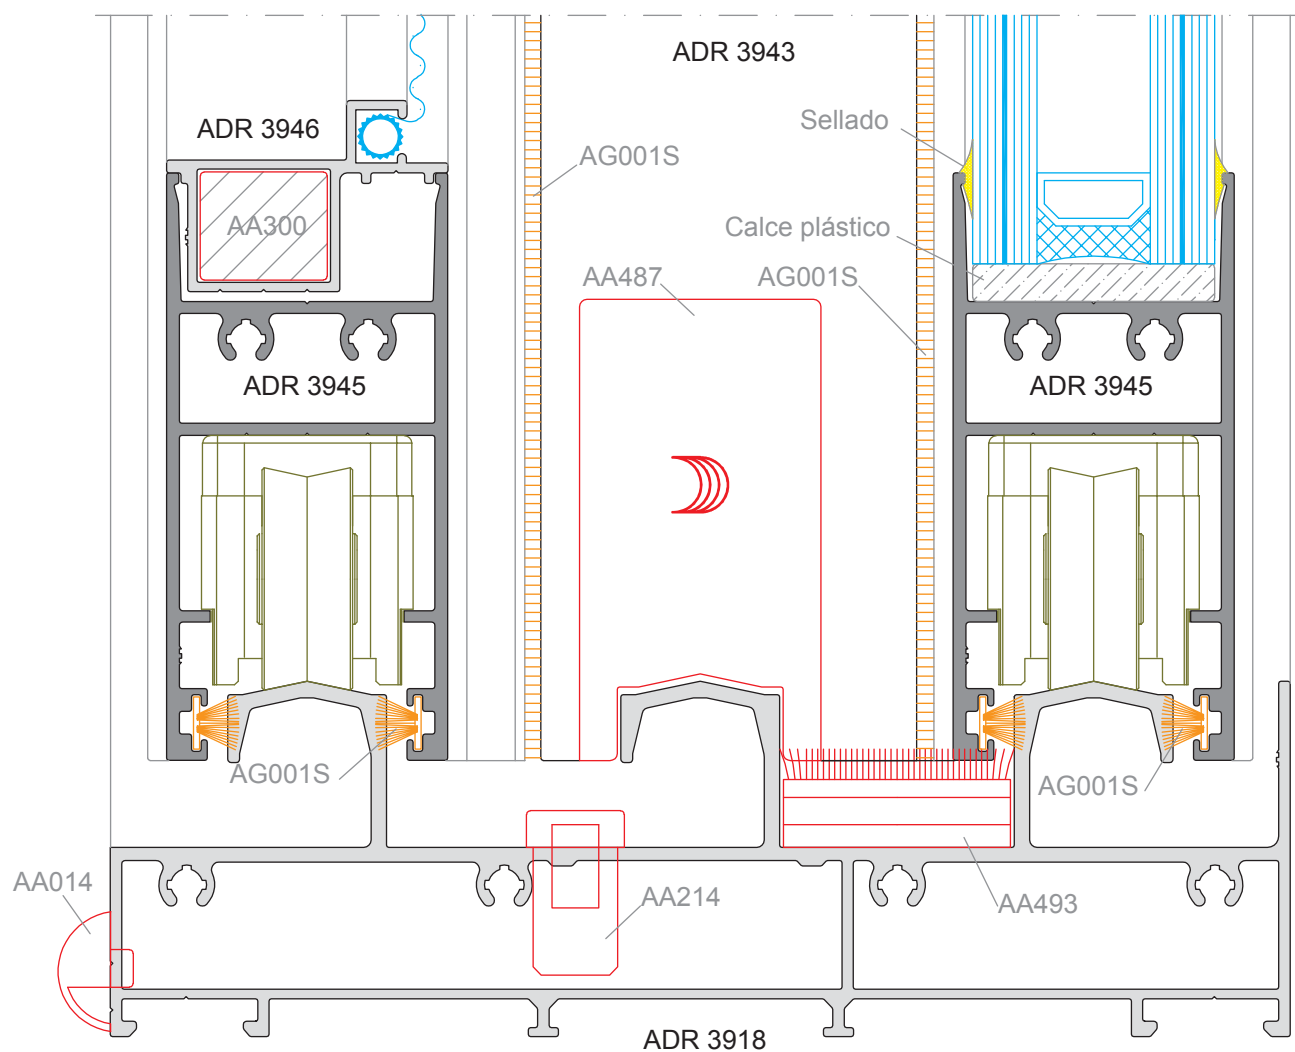 ADR 3943
Sellado
ADR 3946
AG001S
AA300
Calce plástico
AA487
AG001S
ADR 3945
ADR 3945
AG001S
AG001S
AA014
AA214
AA493
ADR 3918